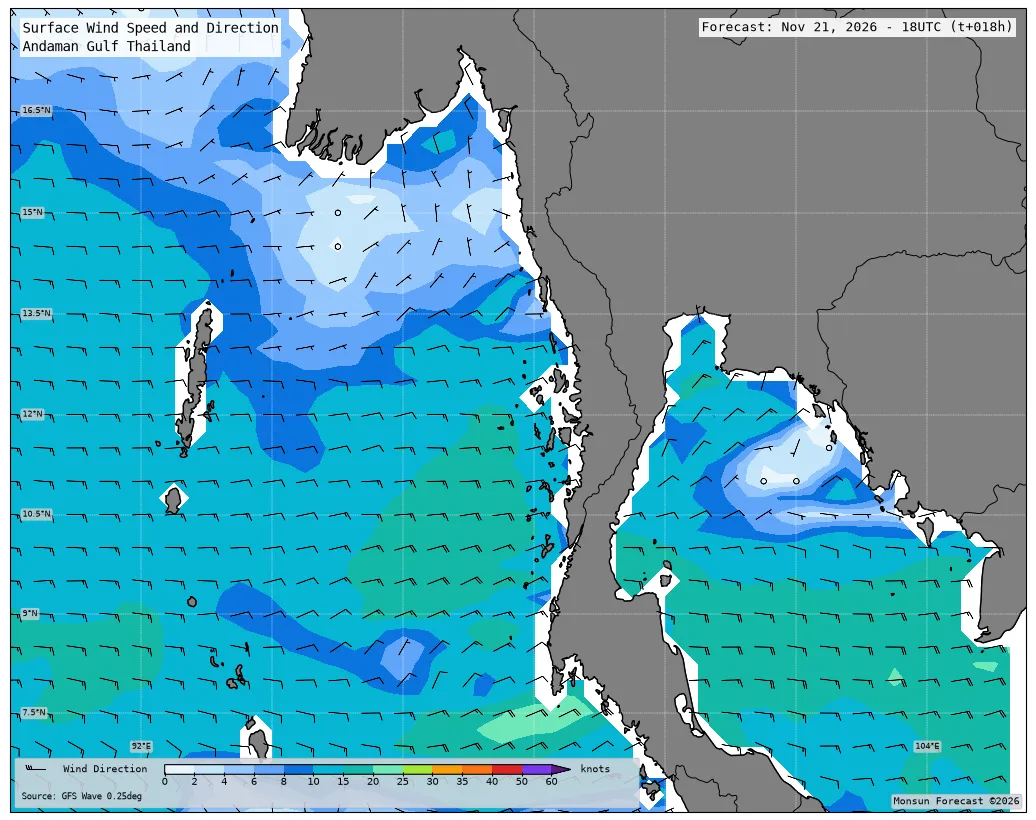 Surface Wind Speed and Direction
Andaman Gulf Thailand
Forecast: Nov 21, 2026 - 18UTC (t+018h)
16.5°N
15°N
13.5°N
12°N
10.5°N
9°N
7.5°N
92°E
104°E
Wind Direction
knots
0 2 4 6 8 10 15 20 25 30 35 40 50 60
Source: GFS Wave 0.25deg
Monsun Forecast ©2026